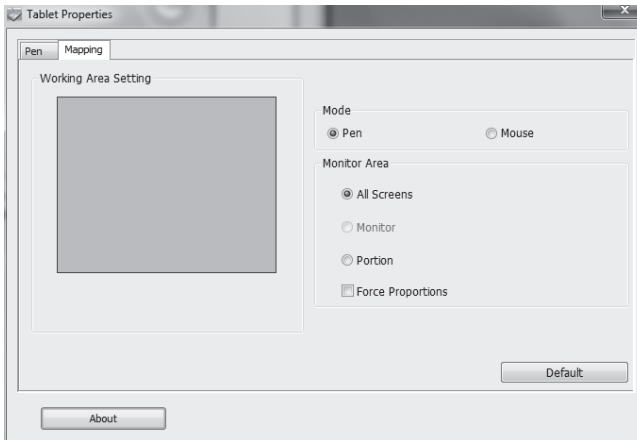 Tablet Properties
Pen Mapping
Working Area Setting
Mode
Pen Mouse
Monitor Area
All Screens
Monitor
Portion
Force Proportions
Default
About